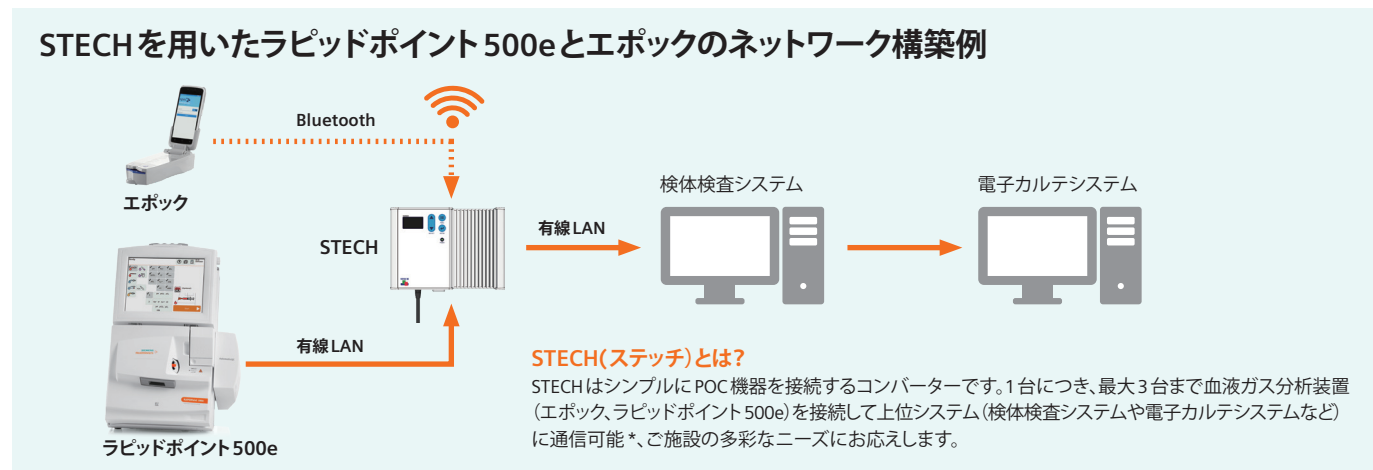 STECHを用いたラピッドポイント500eとエポックのネットワーク構築例
Bluetooth
エポック
検体検査システム
電子カルテシステム
STECH
有線LAN
有線LAN
ラピッドポイント500e
STECH(ステッチ)とは?
STECHはシンプルにPOC機器を接続するコンバーターです。1台につき、最大3台まで血液ガス分析装置
(エポック、ラピッドポイント500e)を接続して上位システム(検体検査システムや電子カルテシステムなど)
に通信可能*、ご施設の多彩なニーズにお応えします。